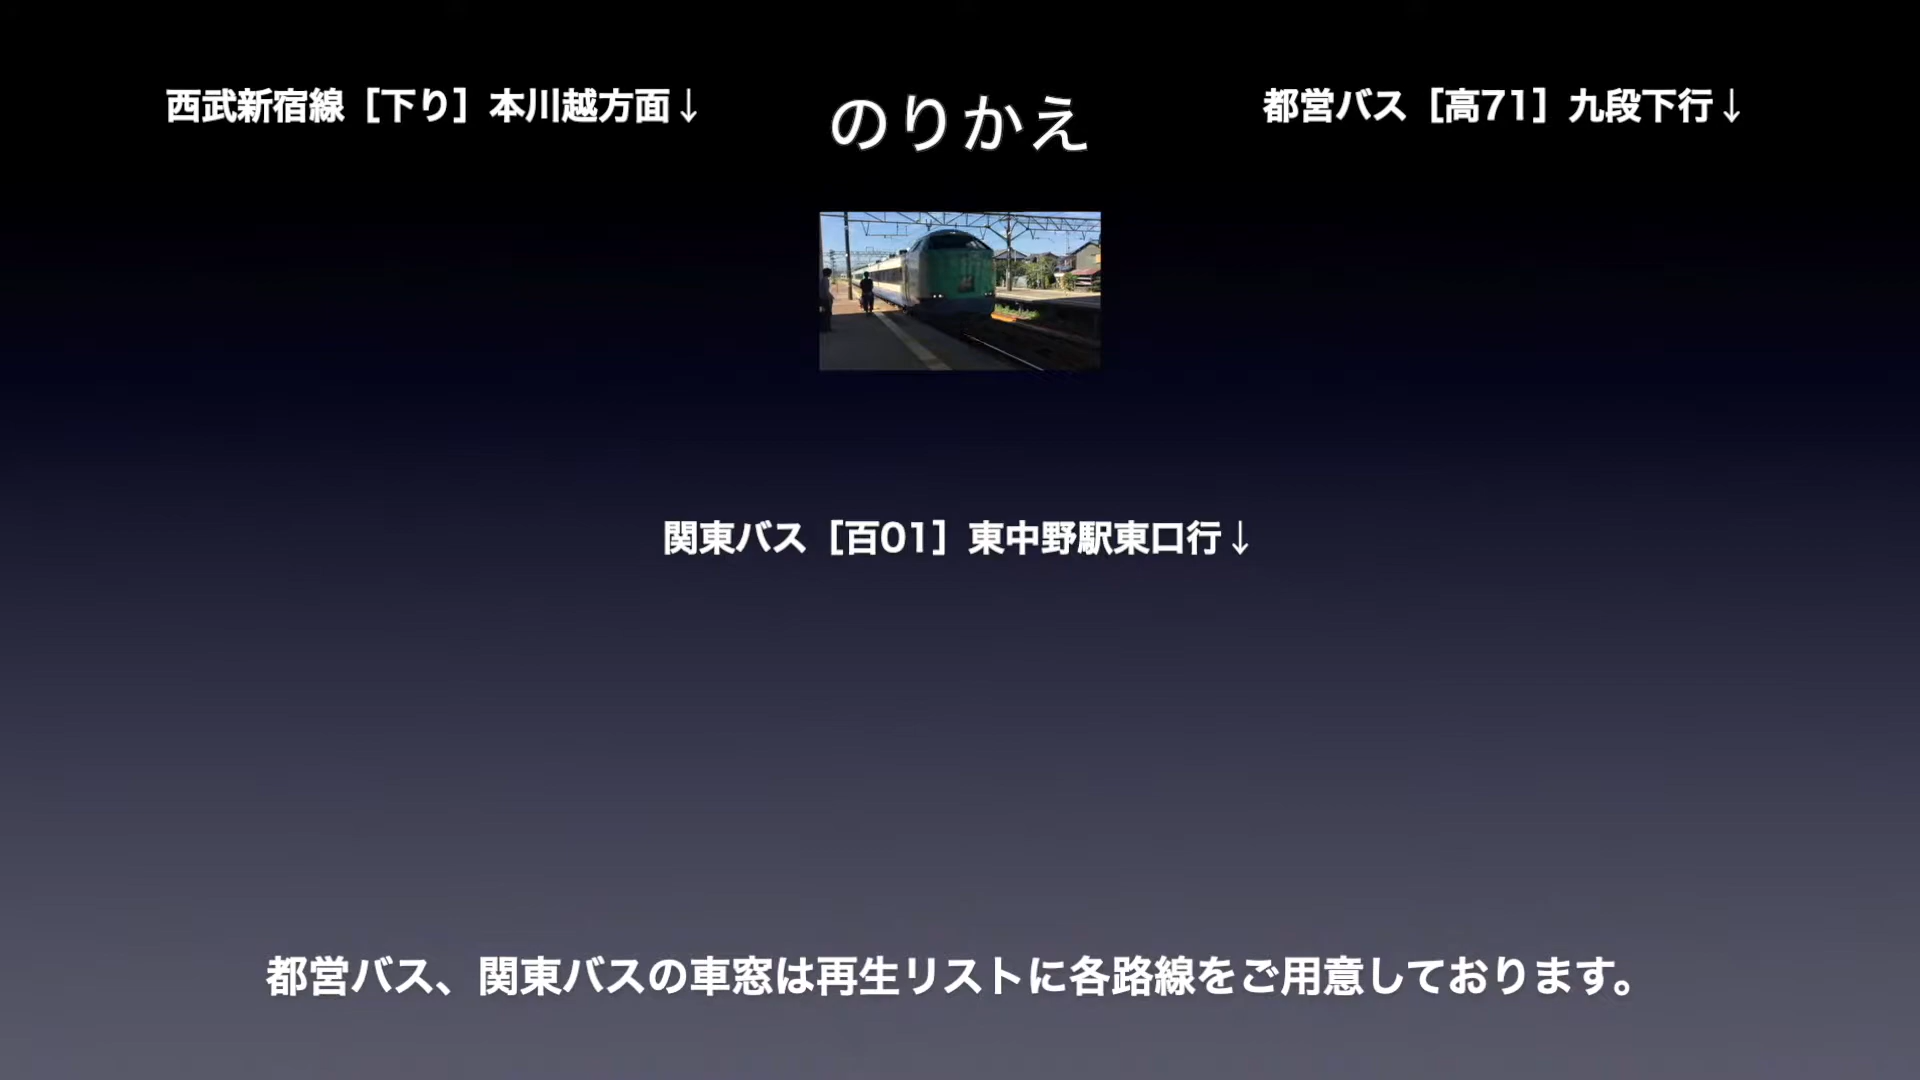 西武新宿線［下り］本川越方面↓
のりかえ
都営バス［高71］九段下行↓
関東バス［百01］東中野駅東口行↓
都営バス、関東バスの車窓は再生リストに各路線をご用意しております。